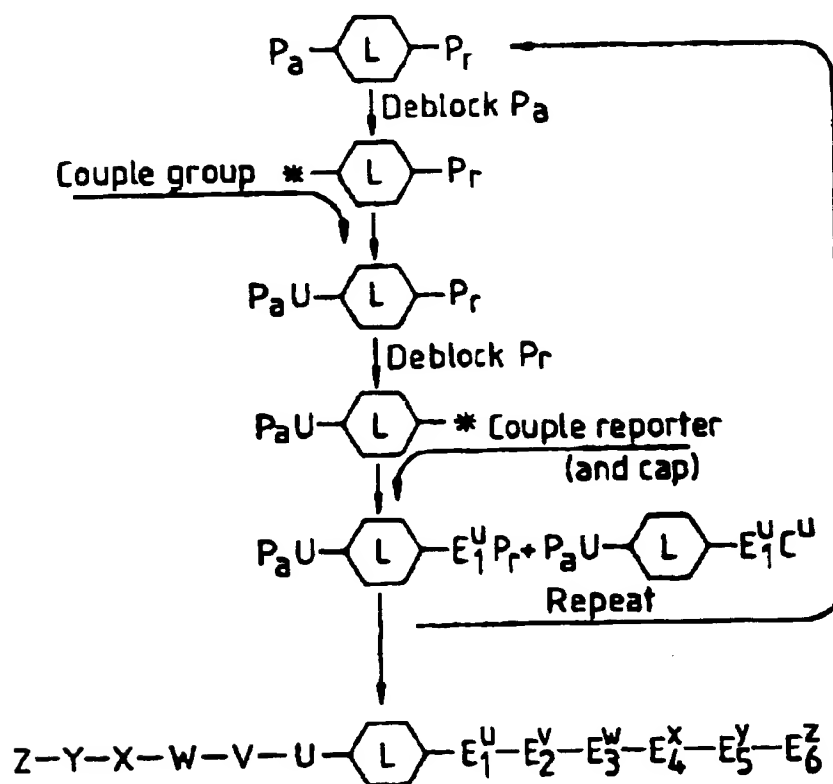 Pa—L—Pr
Deblock Pa
Couple group *—L—Pr
PaU—L—Pr
Deblock Pr
PaU—L—* Couple reporter
(and cap)
PaU—L—E₁ᵁPr + PaU—L—E₁ᵁCᵁ
Repeat
Z—Y—X—W—V—U—L—E₁ᵁ—E₂ⱽ—E₃ᵂ—E₄ˣ—E₅ʸ—E₆ᶻ